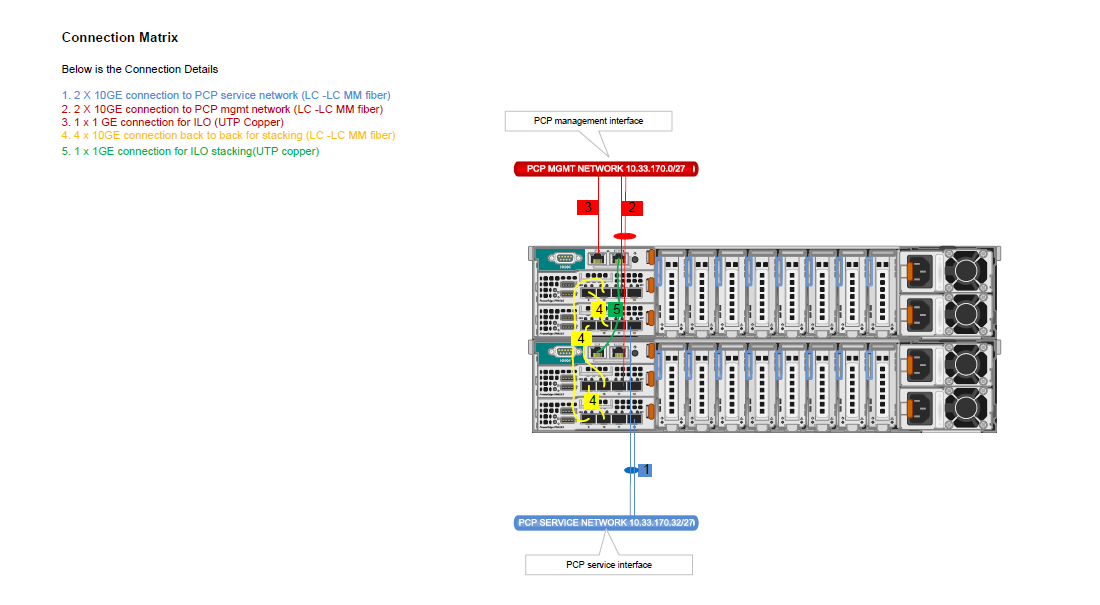 Connection Matrix
Below is the Connection Details
1. 2 X 10GE connection to PCP service network (LC -LC MM fiber)
2. 2 X 10GE connection to PCP mgmt network (LC -LC MM fiber)
3. 1 x 1 GE connection for ILO (UTP Copper)
4. 4 x 10GE connection back to back for stacking (LC -LC MM fiber)
5. 1 x 1GE connection for ILO stacking(UTP copper)
PCP management interface
PCP MGMT NETWORK 10.33.170.0/27
3
2
4
5
4
4
1
PCP SERVICE NETWORK 10.33.170.32/27
PCP service interface